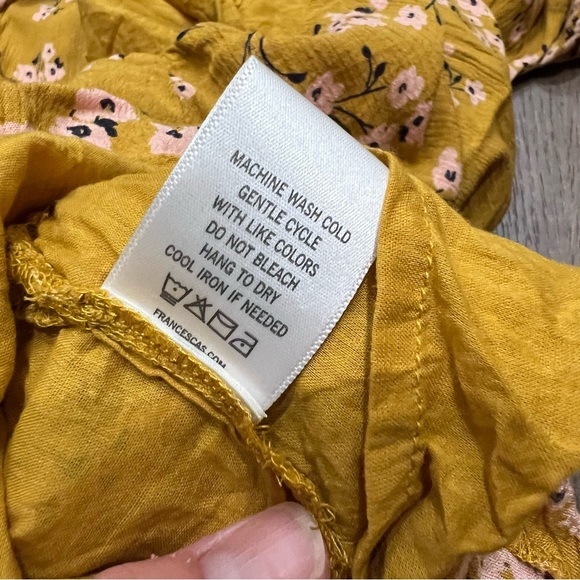 MACHINE WASH COLD
GENTLE CYCLE
WITH LIKE COLORS
DO NOT BLEACH
HANG TO DRY
COOL IRON IF NEEDED
FRANCESCAS.COM